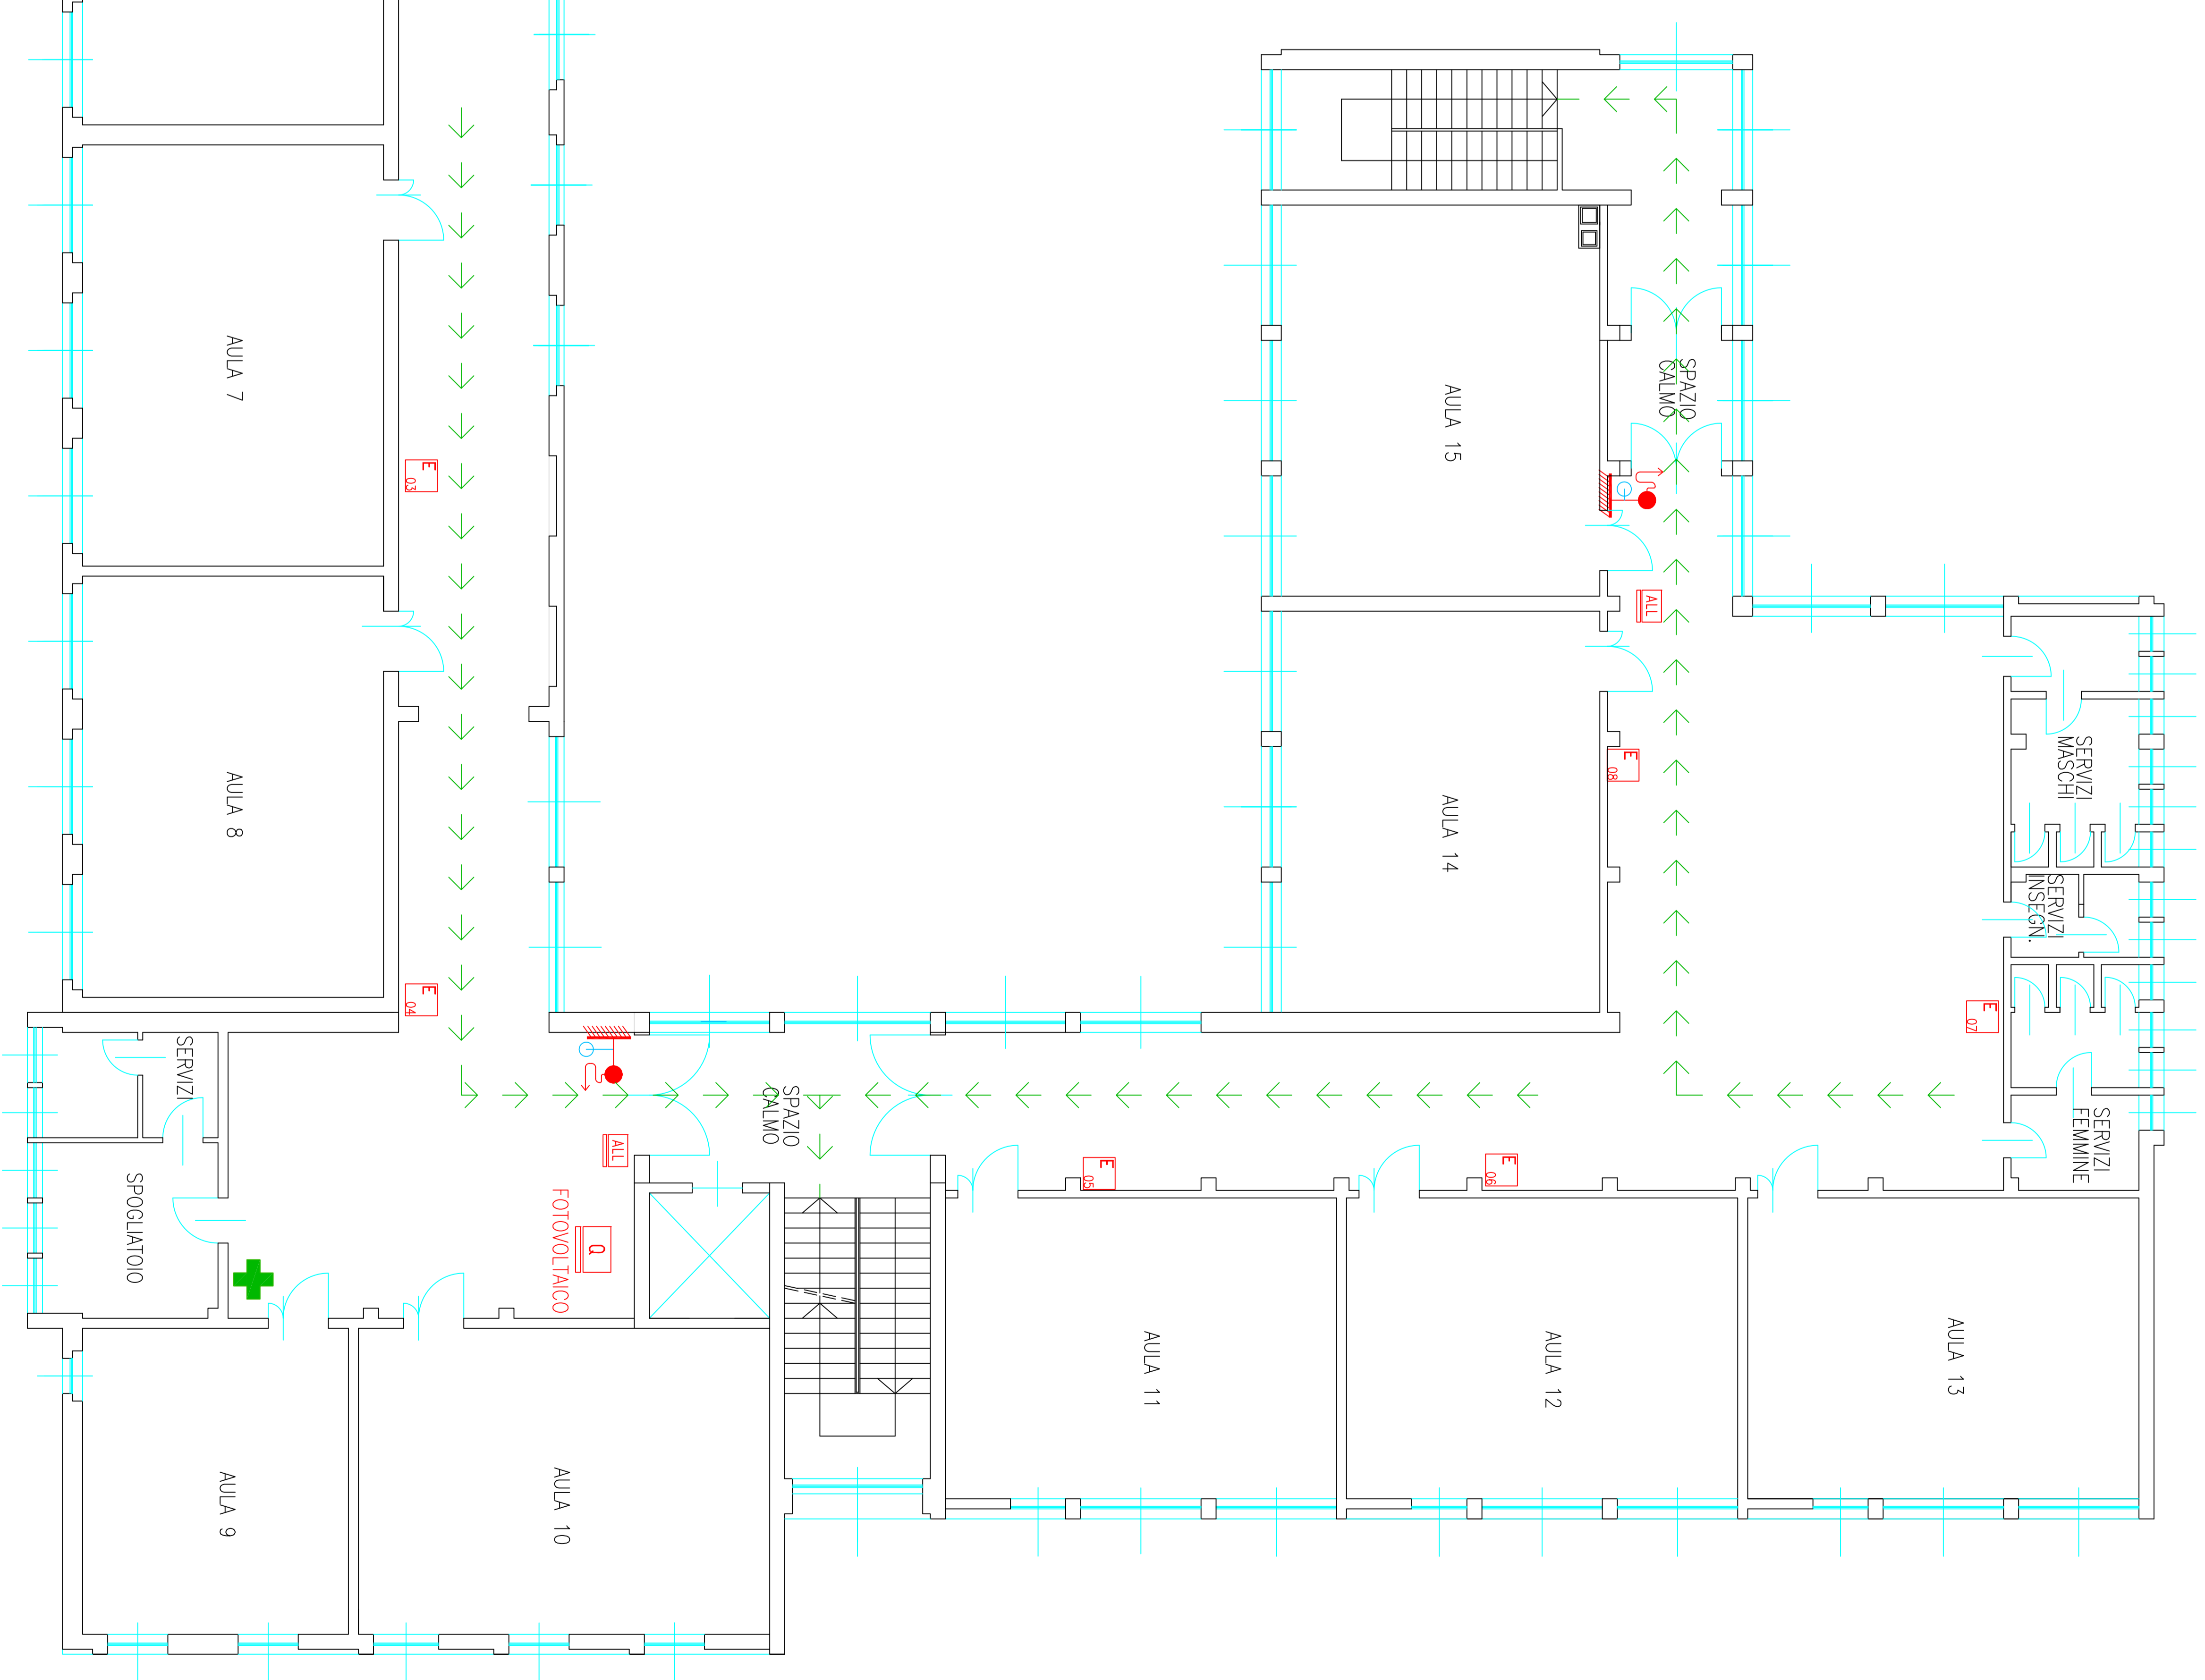 AULA 7
AULA 8
AULA 15
AULA 14
SPAZIO
CALMO
SERVIZI
MASCHI
SERVIZI
INSEGN.
SERVIZI
FEMMINE
E
03
E
04
E
08
E
07
ALL
ALL
SPAZIO
CALMO
E
05
E
06
SERVIZI
SPOGLIATOIO
Q
FOTOVOLTAICO
AULA 9
AULA 10
AULA 11
AULA 12
AULA 13